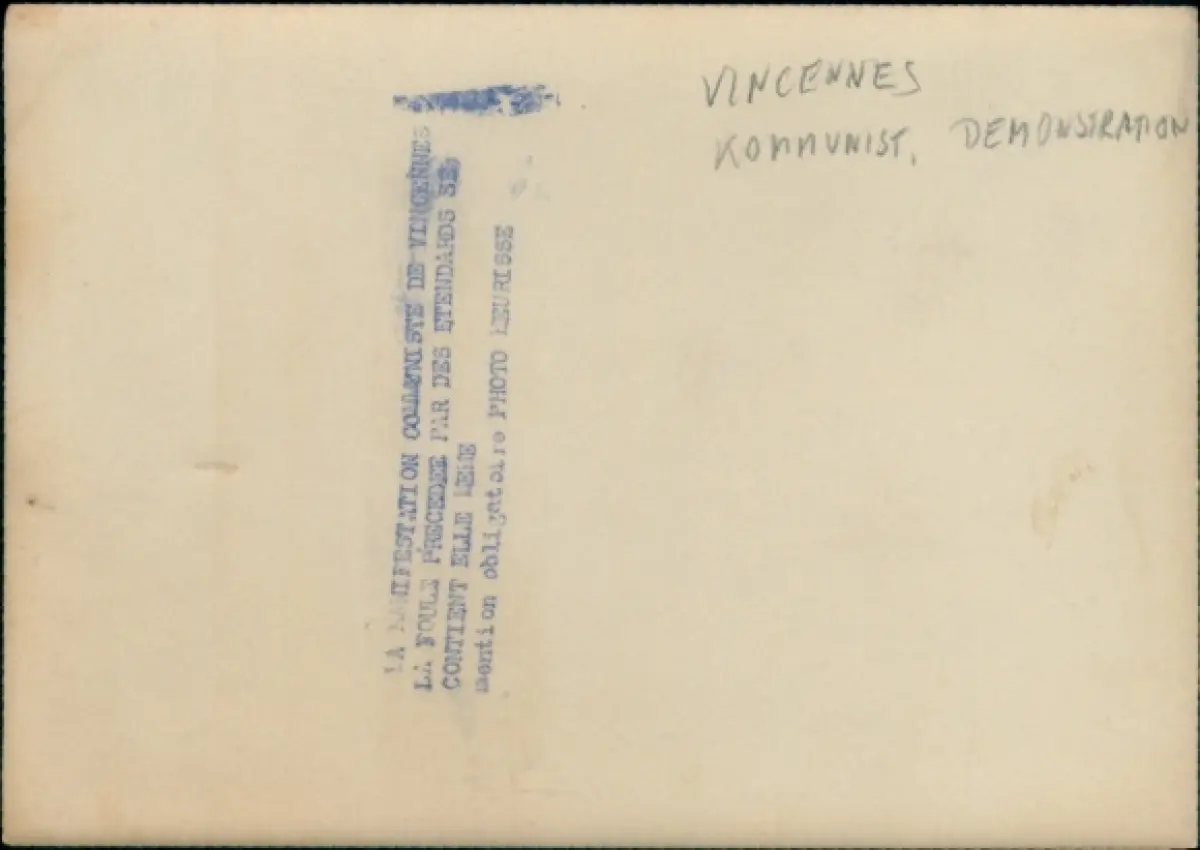 VINCENNES
KOMMUNIST. DEMONSTRATION
LA MANIFESTATION COMMUNISTE DE VINCENNES
LA FOULE PRECEDEE PAR DES ETENDARDS SE
CONTIENT ELLE MEME
mention obligatoire PHOTO MEURISSE